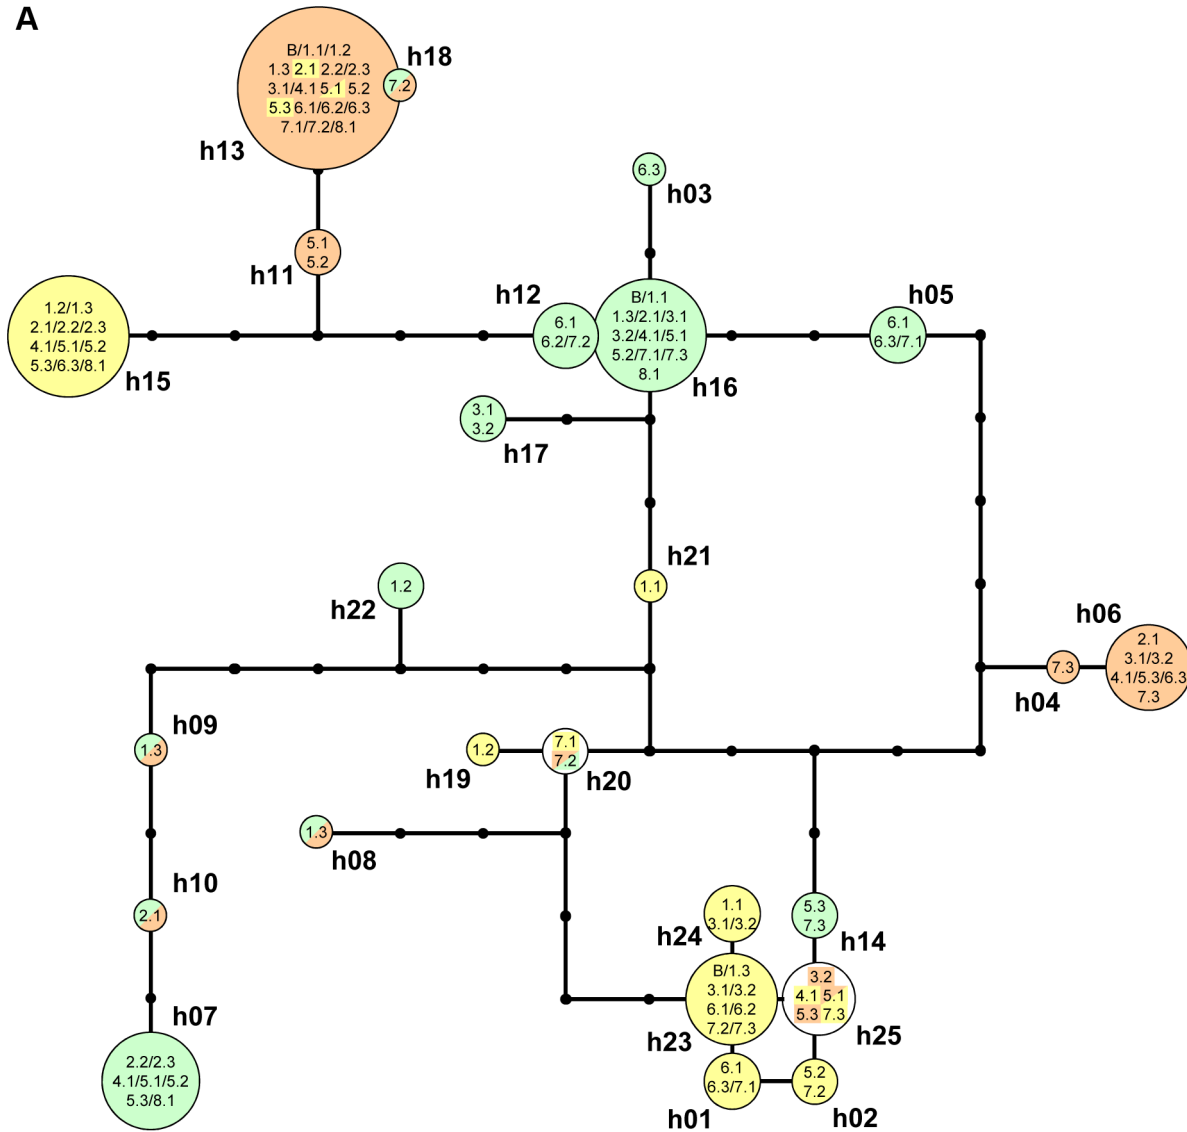 A
B/1.1/1.2
1.3 2.1 2.2/2.3
3.1/4.1 5.1 5.2
5.3 6.1/6.2/6.3
7.1/7.2/8.1
h13
7.2
h18
6.3
h03
5.1
5.2
h11
1.2/1.3
2.1/2.2/2.3
4.1/5.1/5.2
5.3/6.3/8.1
h15
h12
6.1
6.2/7.2
B/1.1
1.3/2.1/3.1
3.2/4.1/5.1
5.2/7.1/7.3
8.1
h16
h05
6.1
6.3/7.1
3.1
3.2
h17
h21
1.1
1.2
h22
h06
2.1
3.1/3.2
4.1/5.3/6.3
7.3
7.3
h04
h09
1.3
1.2
h19
7.1
7.2
h20
1.3
h08
h10
2.1
1.1
3.1/3.2
h24
5.3
7.3
h14
B/1.3
3.1/3.2
6.1/6.2
7.2/7.3
h23
3.2
4.1 5.1
5.3 7.3
h25
h07
2.2/2.3
4.1/5.1/5.2
5.3/8.1
6.1
6.3/7.1
h01
5.2
7.2
h02